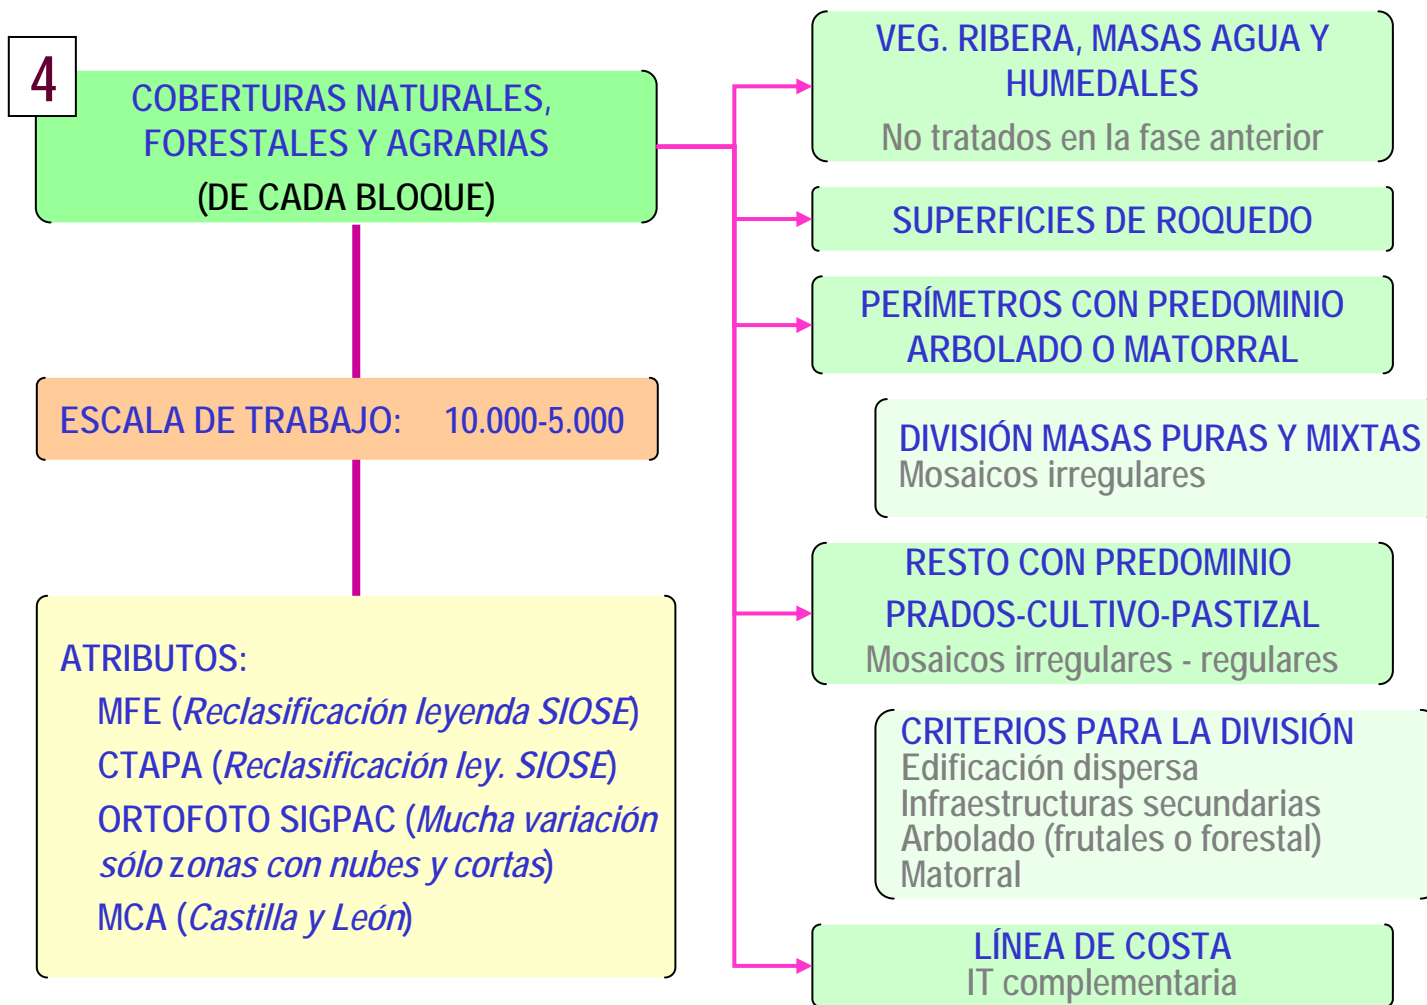 4
COBERTURAS NATURALES,
FORESTALES Y AGRARIAS
(DE CADA BLOQUE)
ESCALA DE TRABAJO: 10.000-5.000
ATRIBUTOS:
MFE (Reclasificación leyenda SIOSE)
CTAPA (Reclasificación ley. SIOSE)
ORTOFOTO SIGPAC (Mucha variación
sólo zonas con nubes y cortas)
MCA (Castilla y León)
VEG. RIBERA, MASAS AGUA Y
HUMEDALES
No tratados en la fase anterior
SUPERFICIES DE ROQUEDO
PERÍMETROS CON PREDOMINIO
ARBOLADO O MATORRAL
DIVISIÓN MASAS PURAS Y MIXTAS
Mosaicos irregulares
RESTO CON PREDOMINIO
PRADOS-CULTIVO-PASTIZAL
Mosaicos irregulares - regulares
CRITERIOS PARA LA DIVISIÓN
Edificación dispersa
Infraestructuras secundarias
Arbolado (frutales o forestal)
Matorral
LÍNEA DE COSTA
IT complementaria